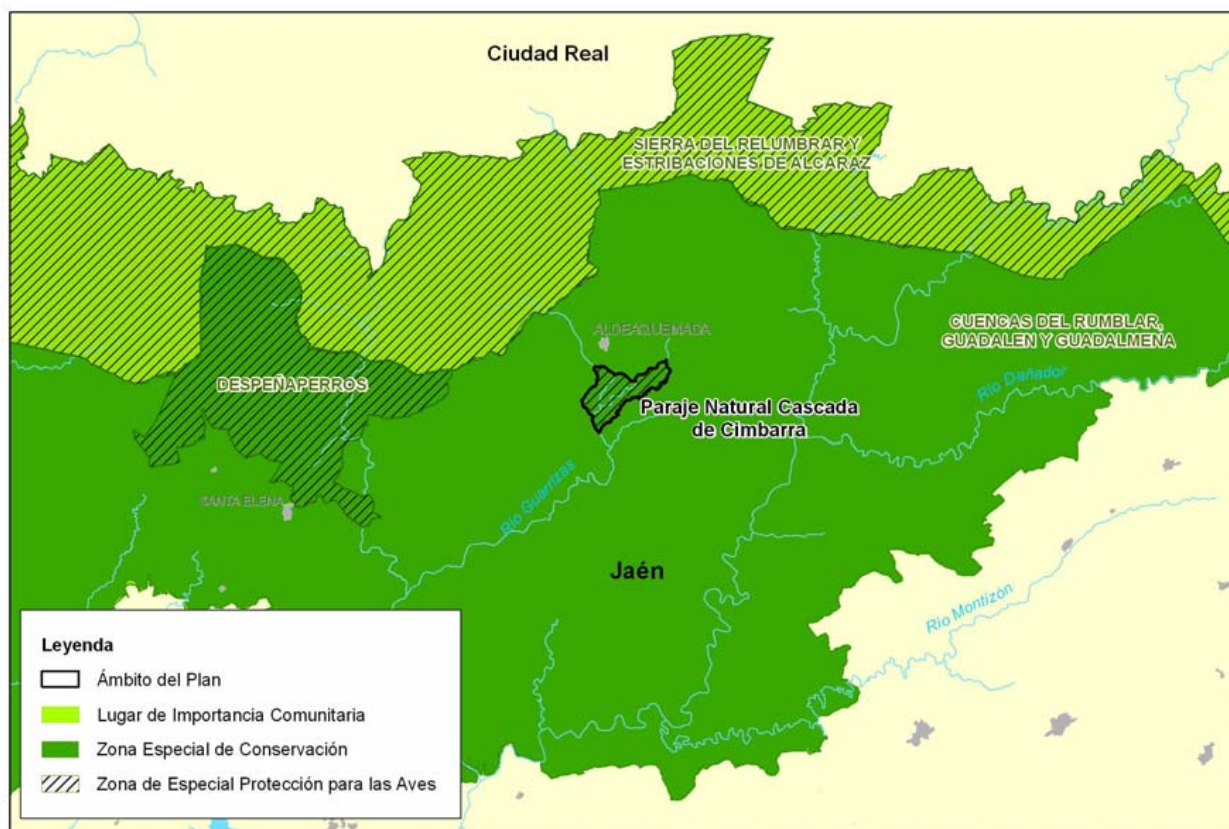 Ciudad Real
SIERRA DEL RELUMBRAR Y
ESTRIBACIONES DE ALCARAZ
ALDEAQUEMADA
CUENCAS DEL RUMBLAR,
GUADALEN Y GUADALMENA
DESPEÑAPERROS
Río Dañador
Paraje Natural Cascada
de Cimbarra
Río Guarrizas
SANTA ELENA
Jaén
Río Montizón
Leyenda
Ámbito del Plan
Lugar de Importancia Comunitaria
Zona Especial de Conservación
Zona de Especial Protección para las Aves